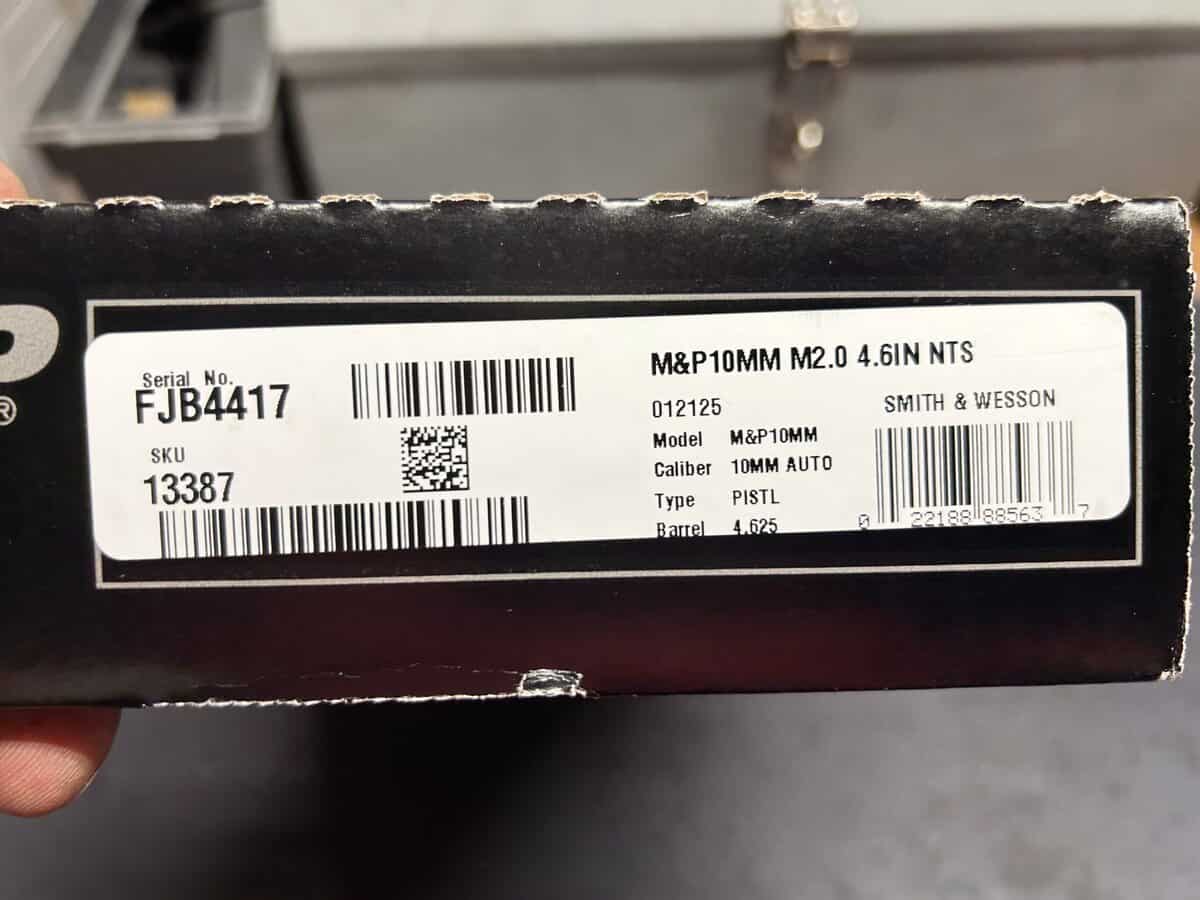 P
®
Serial No.
FJB4417
SKU
13387
M&P10MM M2.0 4.6IN NTS
012125
SMITH & WESSON
Model M&P10MM
Caliber 10MM AUTO
Type PISTL
Barrel 4.625
0 22188 88563 7